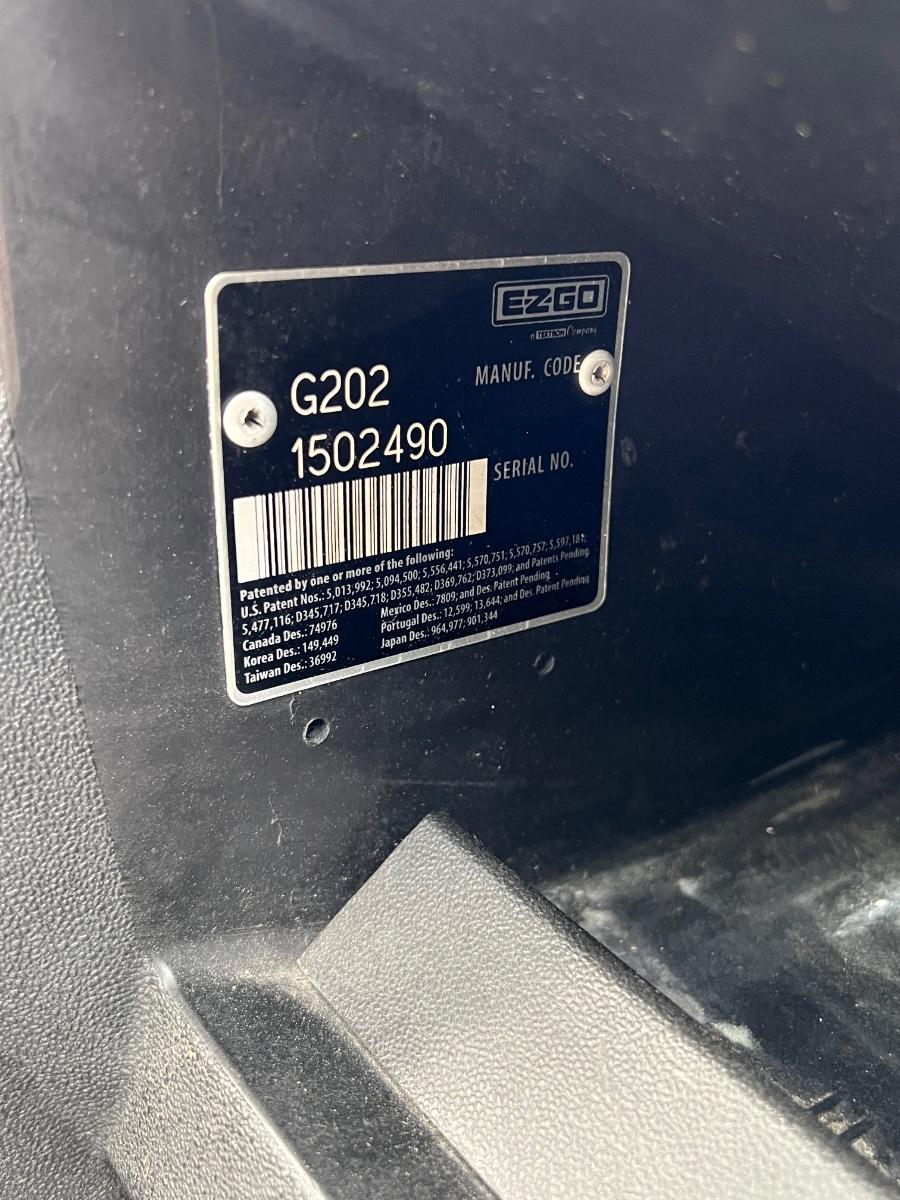 EZGO
a TEXTRON Company
G202 MANUF. CODE
1502490 SERIAL NO.
Patented by one or more of the following:
U.S. Patent Nos.: 5,013,992; 5,094,500; 5,556,441; 5,570,751; 5,570,757; 5,597,181;
5,477,116; D345,717; D345,718; D355,482; D369,762; D373,099; and Patents Pending
Canada Des.: 74976 Mexico Des.: 7809; and Des. Patent Pending
Korea Des.: 149,449 Portugal Des.: 12,599; 13,644; and Des. Patent Pending
Taiwan Des.: 36992 Japan Des.: 964,977; 901,344